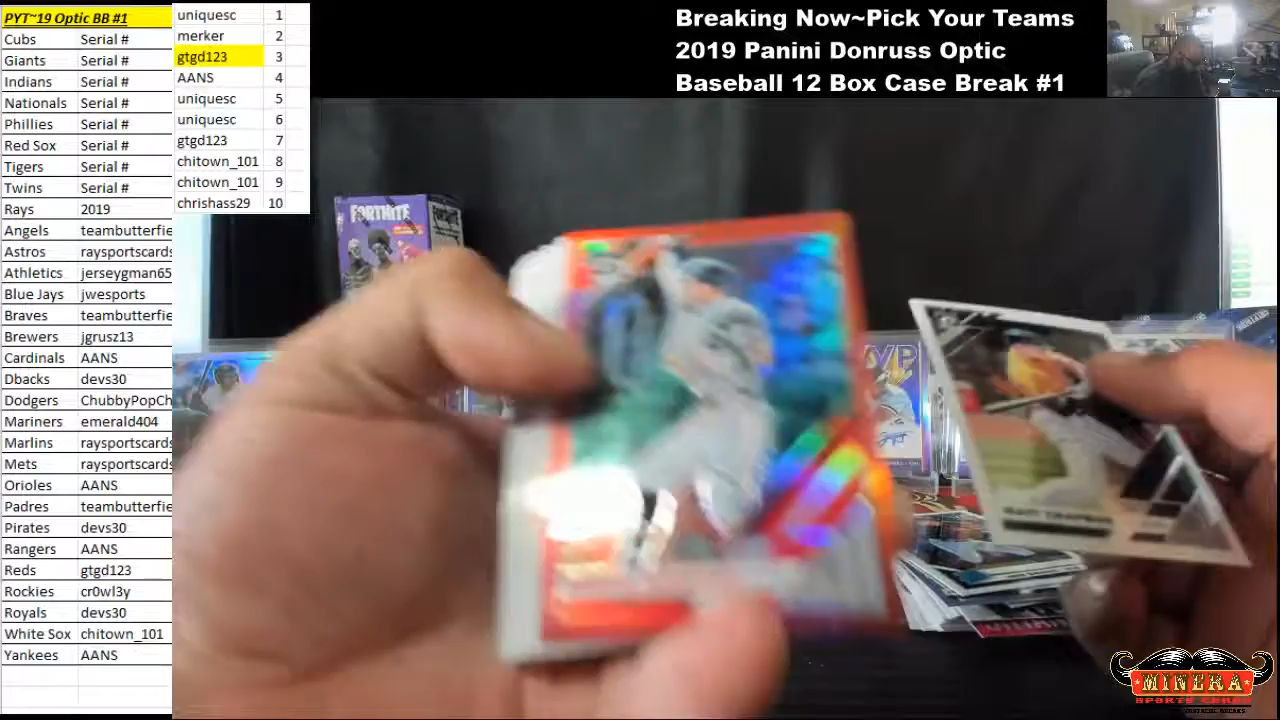 PYT~19 Optic BB #1
Cubs Serial #
Giants Serial #
Indians Serial #
Nationals Serial #
Phillies Serial #
Red Sox Serial #
Tigers Serial #
Twins Serial #
Rays 2019
Angels teambutterfie
Astros raysportscards
Athletics jerseygman65
Blue Jays jwesports
Braves teambutterfie
Brewers jgrusz13
Cardinals AANS
Dbacks devs30
Dodgers ChubbyPopCh
Mariners emerald404
Marlins raysportscards
Mets raysportscards
Orioles AANS
Padres teambutterfie
Pirates devs30
Rangers AANS
Reds gtgd123
Rockies cr0wl3y
Royals devs30
White Sox chitown_101
Yankees AANS
uniquesc 1
merker 2
gtgd123 3
AANS 4
uniquesc 5
uniquesc 6
gtgd123 7
chitown_101 8
chitown_101 9
chrishass29 10
Breaking Now~Pick Your Teams
2019 Panini Donruss Optic
Baseball 12 Box Case Break #1
FORTNITE
MINERA
SPORTS CARDS